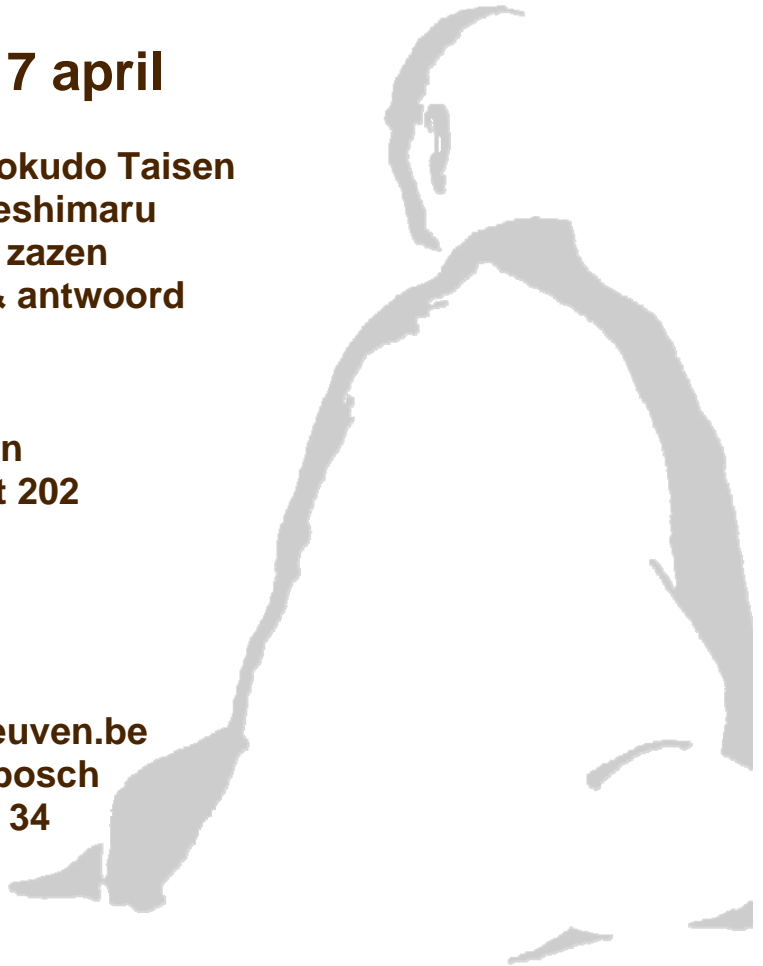 7 april
okudo Taisen
eshimaru
zazen
& antwoord
n
t 202
euven.be
bosch
34